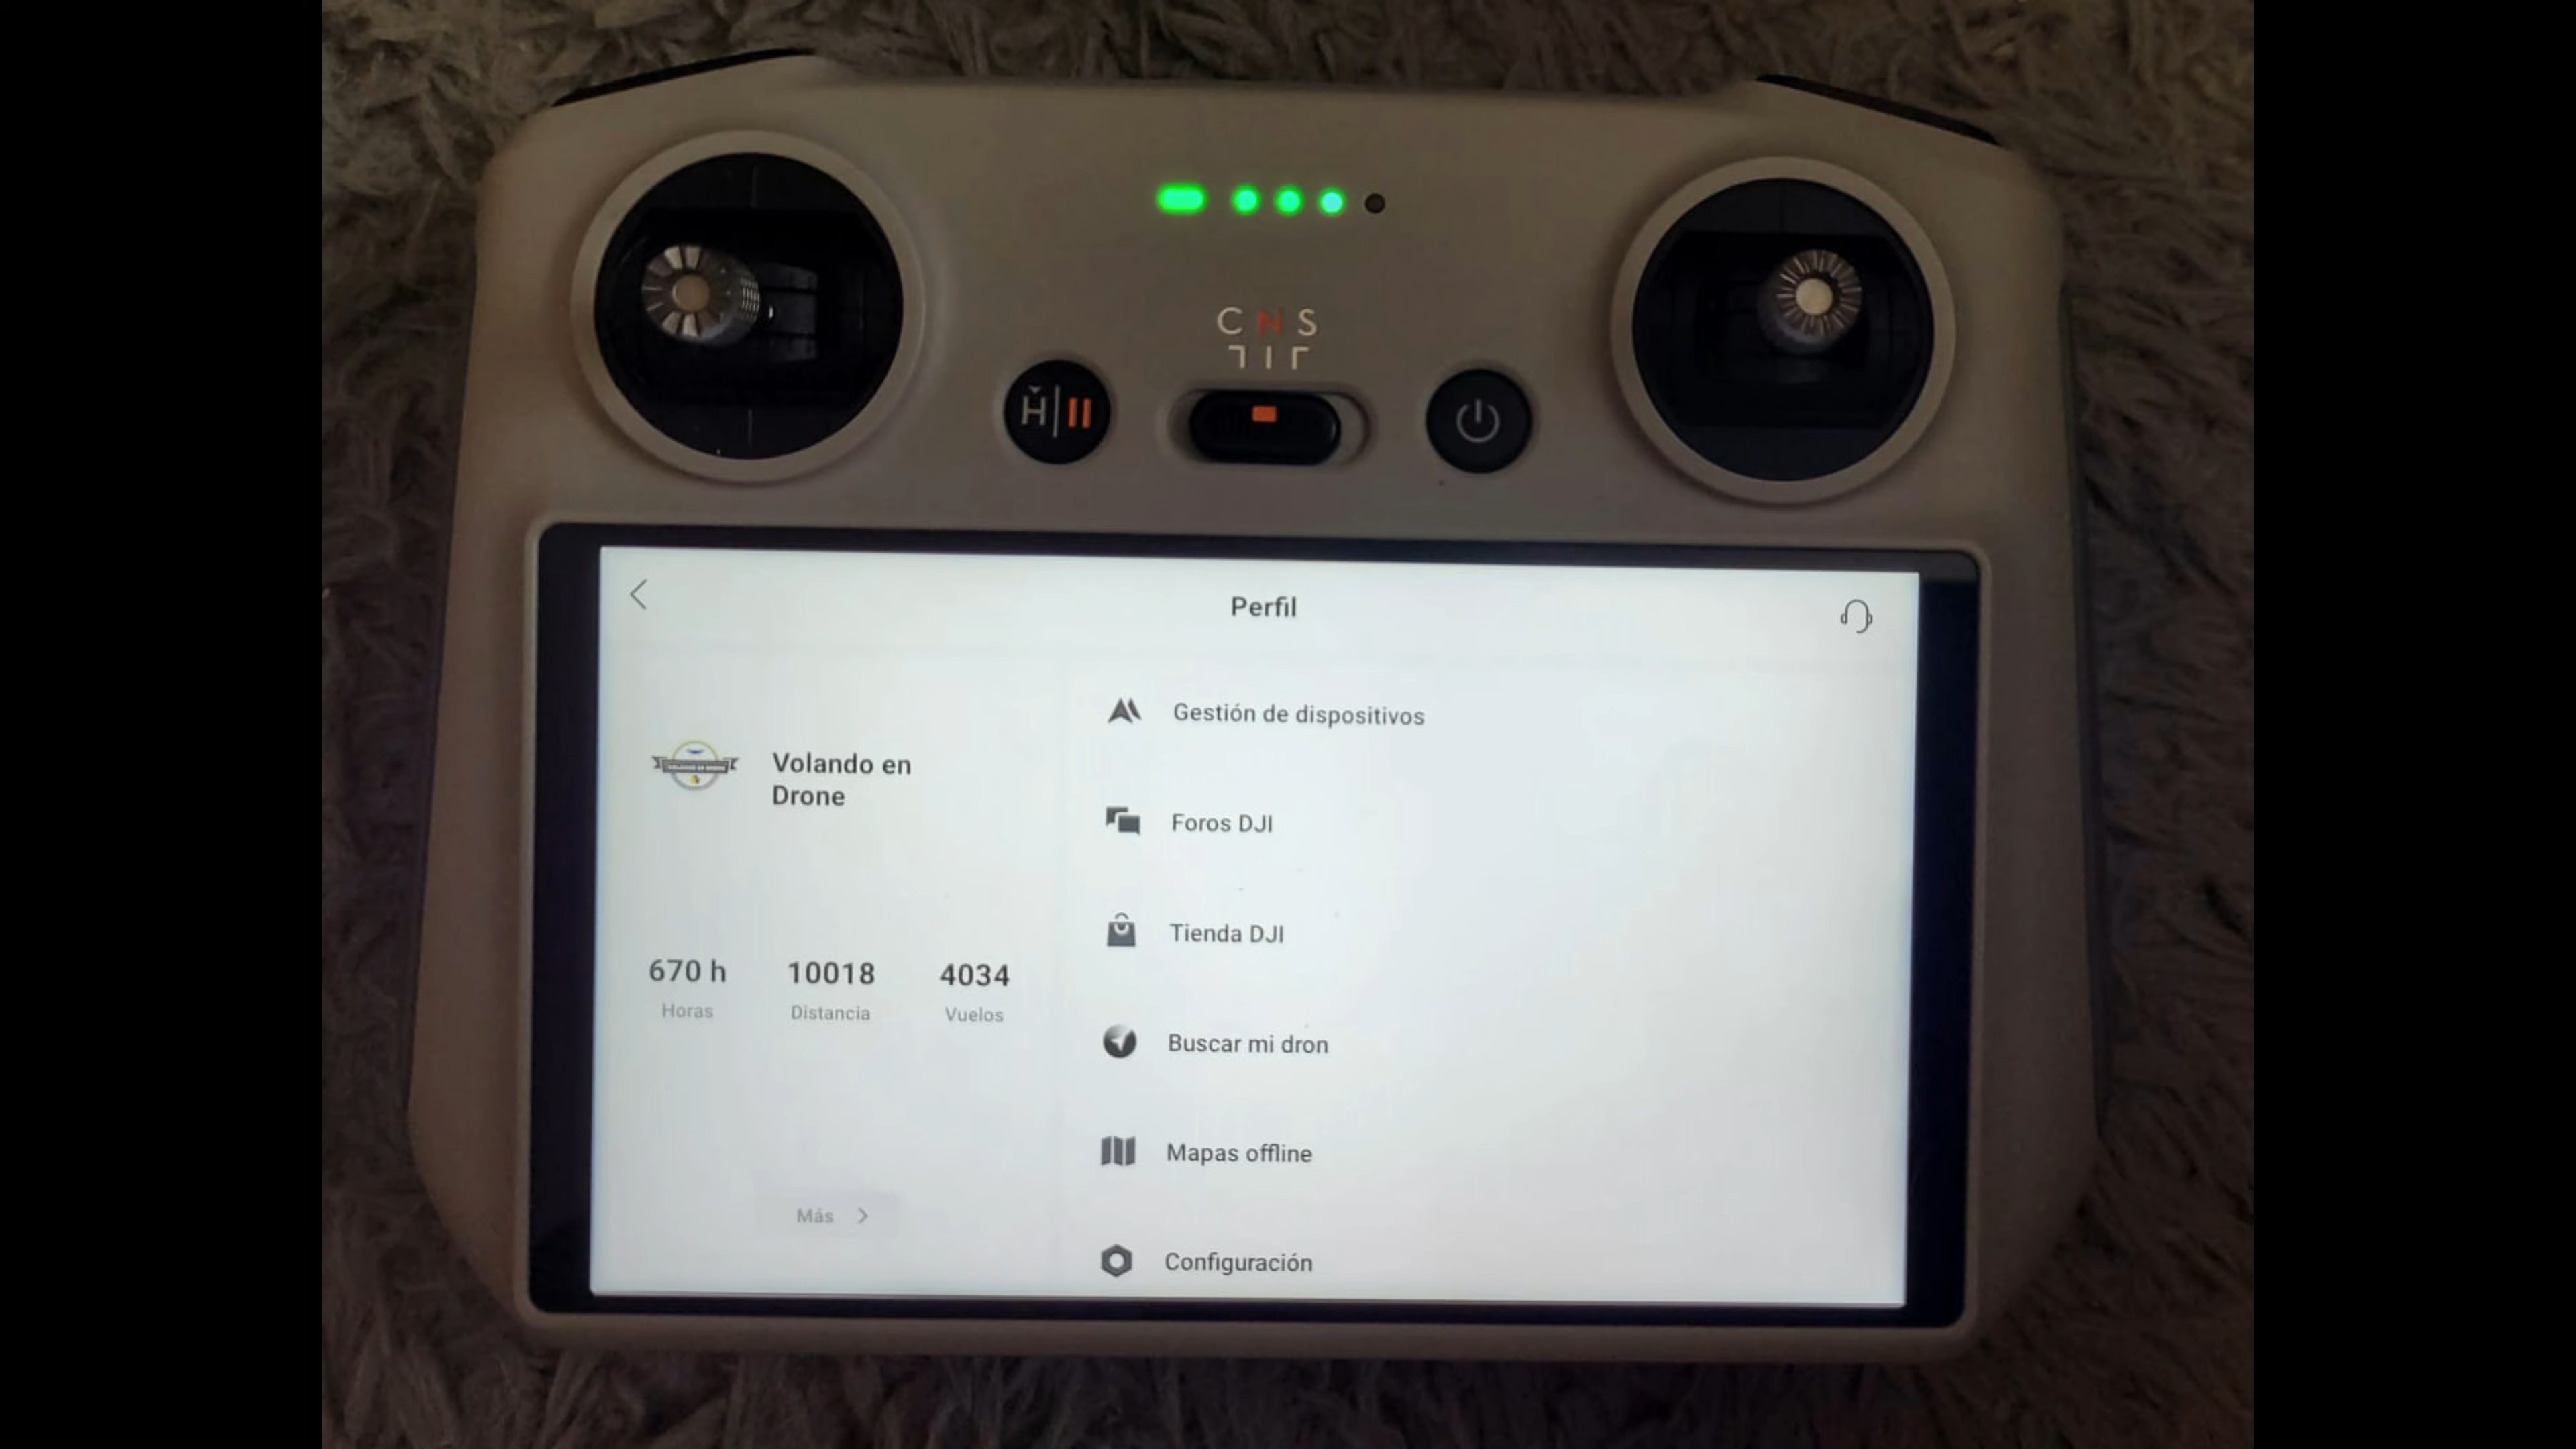 C N S
H
Perfil
Volando en
Drone
670 h
Horas
10018
Distancia
4034
Vuelos
Más
Gestión de dispositivos
Foros DJI
Tienda DJI
Buscar mi dron
Mapas offline
Configuración